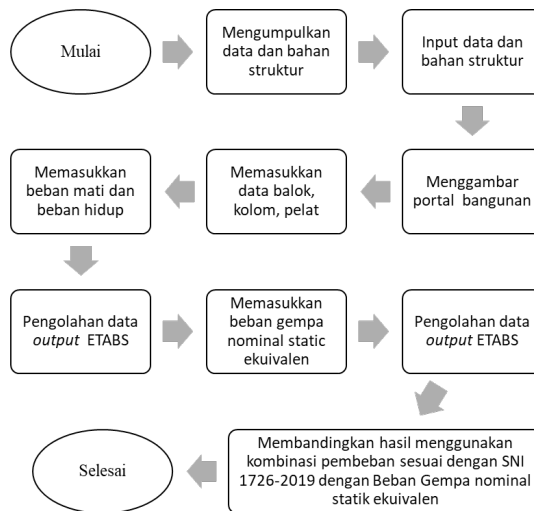 Mulai
Mengumpulkan
data dan bahan
struktur
Input data dan
bahan struktur
Menggambar
portal bangunan
Memasukkan
data balok,
kolom, pelat
Memasukkan
beban mati dan
beban hidup
Pengolahan data
output ETABS
Memasukkan
beban gempa
nominal static
ekuivalen
Pengolahan data
output ETABS
Membandingkan hasil menggunakan
kombinasi pembeban sesuai dengan SNI
1726-2019 dengan Beban Gempa nominal
statik ekuivalen
Selesai